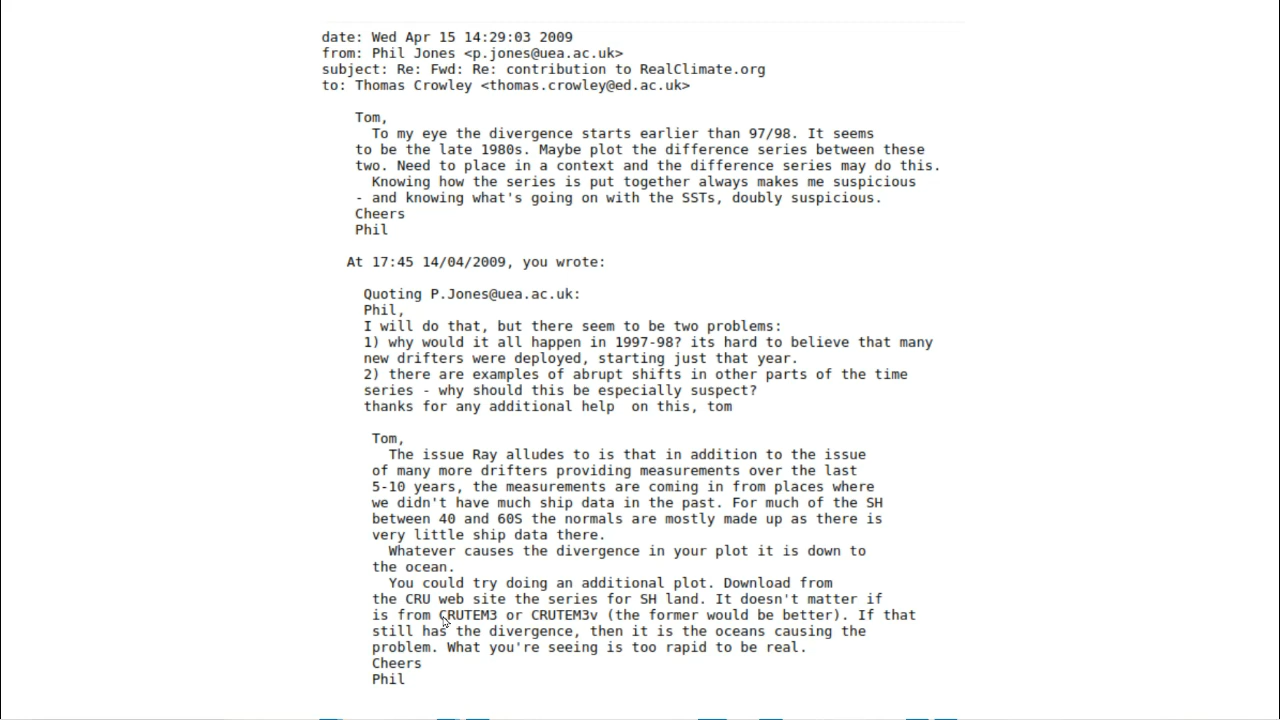 date: Wed Apr 15 14:29:03 2009
from: Phil Jones <p.jones@uea.ac.uk>
subject: Re: Fwd: Re: contribution to RealClimate.org
to: Thomas Crowley <thomas.crowley@ed.ac.uk>
Tom,
To my eye the divergence starts earlier than 97/98. It seems
to be the late 1980s. Maybe plot the difference series between these
two. Need to place in a context and the difference series may do this.
Knowing how the series is put together always makes me suspicious
- and knowing what's going on with the SSTs, doubly suspicious.
Cheers
Phil
At 17:45 14/04/2009, you wrote:
Quoting P.Jones@uea.ac.uk:
Phil,
I will do that, but there seem to be two problems:
1) why would it all happen in 1997-98? its hard to believe that many
new drifters were deployed, starting just that year.
2) there are examples of abrupt shifts in other parts of the time
series - why should this be especially suspect?
thanks for any additional help  on this, tom
Tom,
The issue Ray alludes to is that in addition to the issue
of many more drifters providing measurements over the last
5-10 years, the measurements are coming in from places where
we didn't have much ship data in the past. For much of the SH
between 40 and 60S the normals are mostly made up as there is
very little ship data there.
Whatever causes the divergence in your plot it is down to
the ocean.
You could try doing an additional plot. Download from
the CRU web site the series for SH land. It doesn't matter if
is from CRUTEM3 or CRUTEM3v (the former would be better). If that
still has the divergence, then it is the oceans causing the
problem. What you're seeing is too rapid to be real.
Cheers
Phil